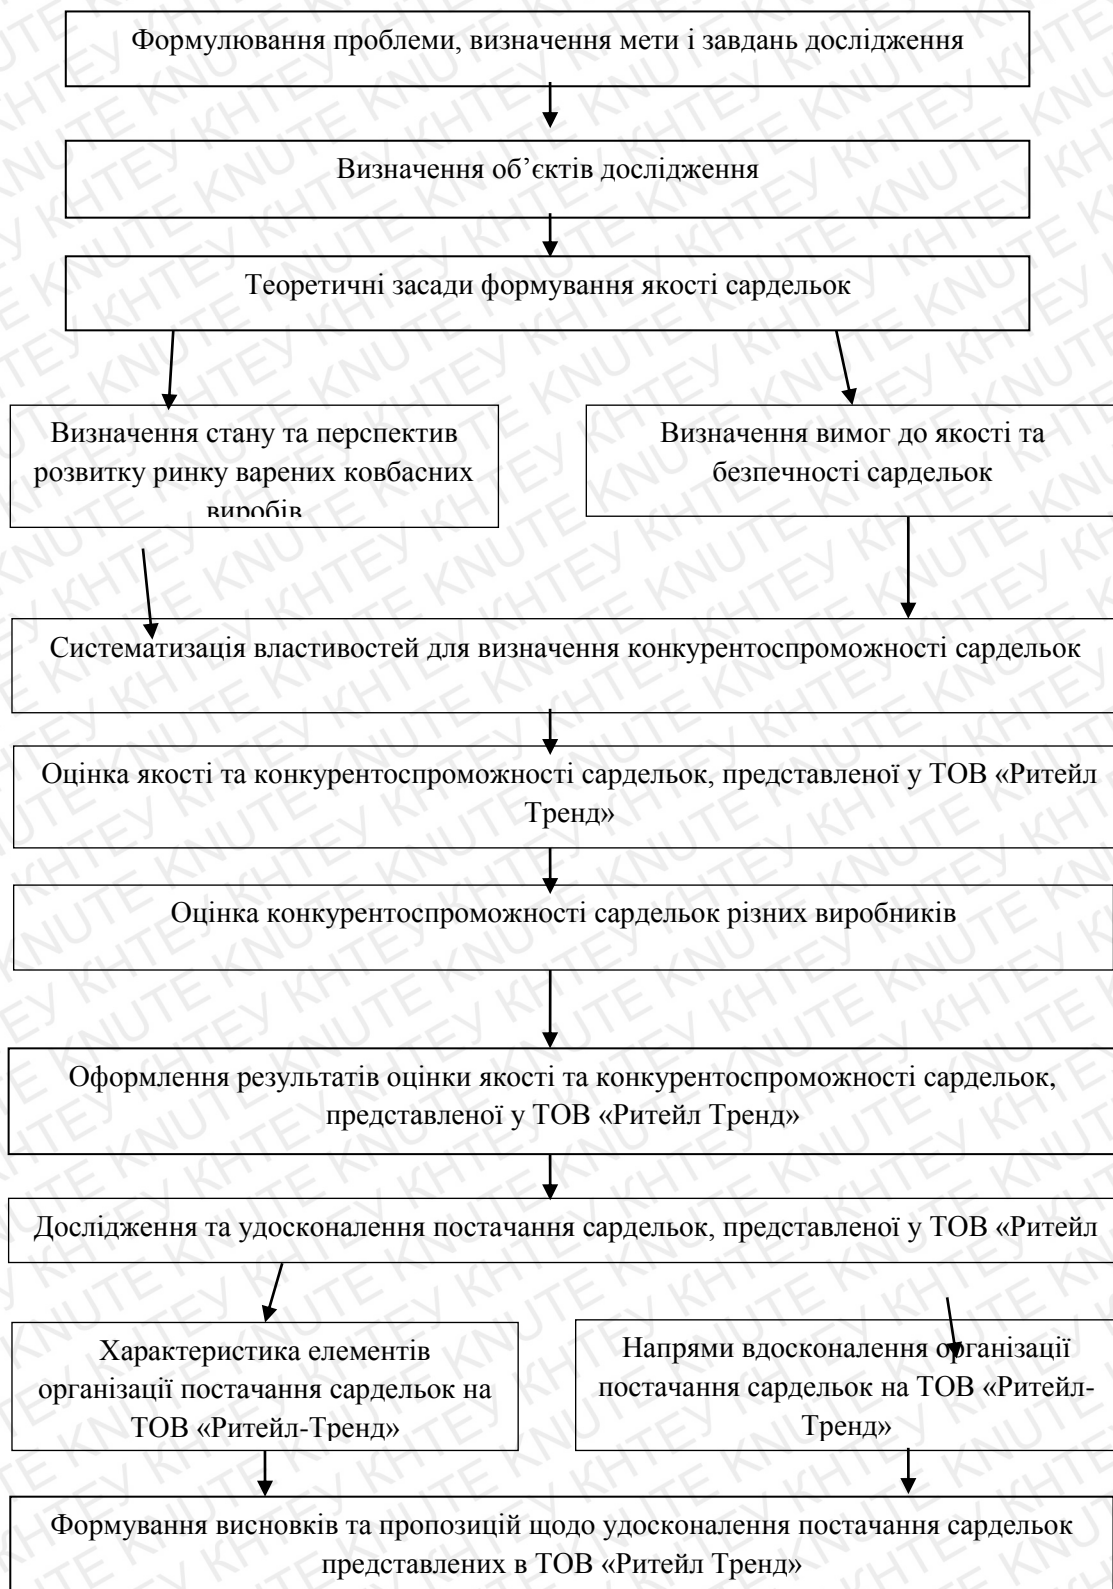 Формулювання проблеми, визначення мети і завдань дослідження
Визначення об’єктів дослідження
Теоретичні засади формування якості сардельок
Визначення стану та перспектив
розвитку ринку варених ковбасних
виробів
Визначення вимог до якості та
безпечності сардельок
Систематизація властивостей для визначення конкурентоспроможності сардельок
Оцінка якості та конкурентоспроможності сардельок, представленої у ТОВ «Ритейл
Тренд»
Оцінка конкурентоспроможності сардельок різних виробників
Оформлення результатів оцінки якості та конкурентоспроможності сардельок,
представленої у ТОВ «Ритейл Тренд»
Дослідження та удосконалення постачання сардельок, представленої у ТОВ «Ритейл
Характеристика елементів
організації постачання сардельок на
ТОВ «Ритейл-Тренд»
Напрями вдосконалення організації
постачання сардельок на ТОВ «Ритейл-
Тренд»
Формування висновків та пропозицій щодо удосконалення постачання сардельок
представлених в ТОВ «Ритейл Тренд»